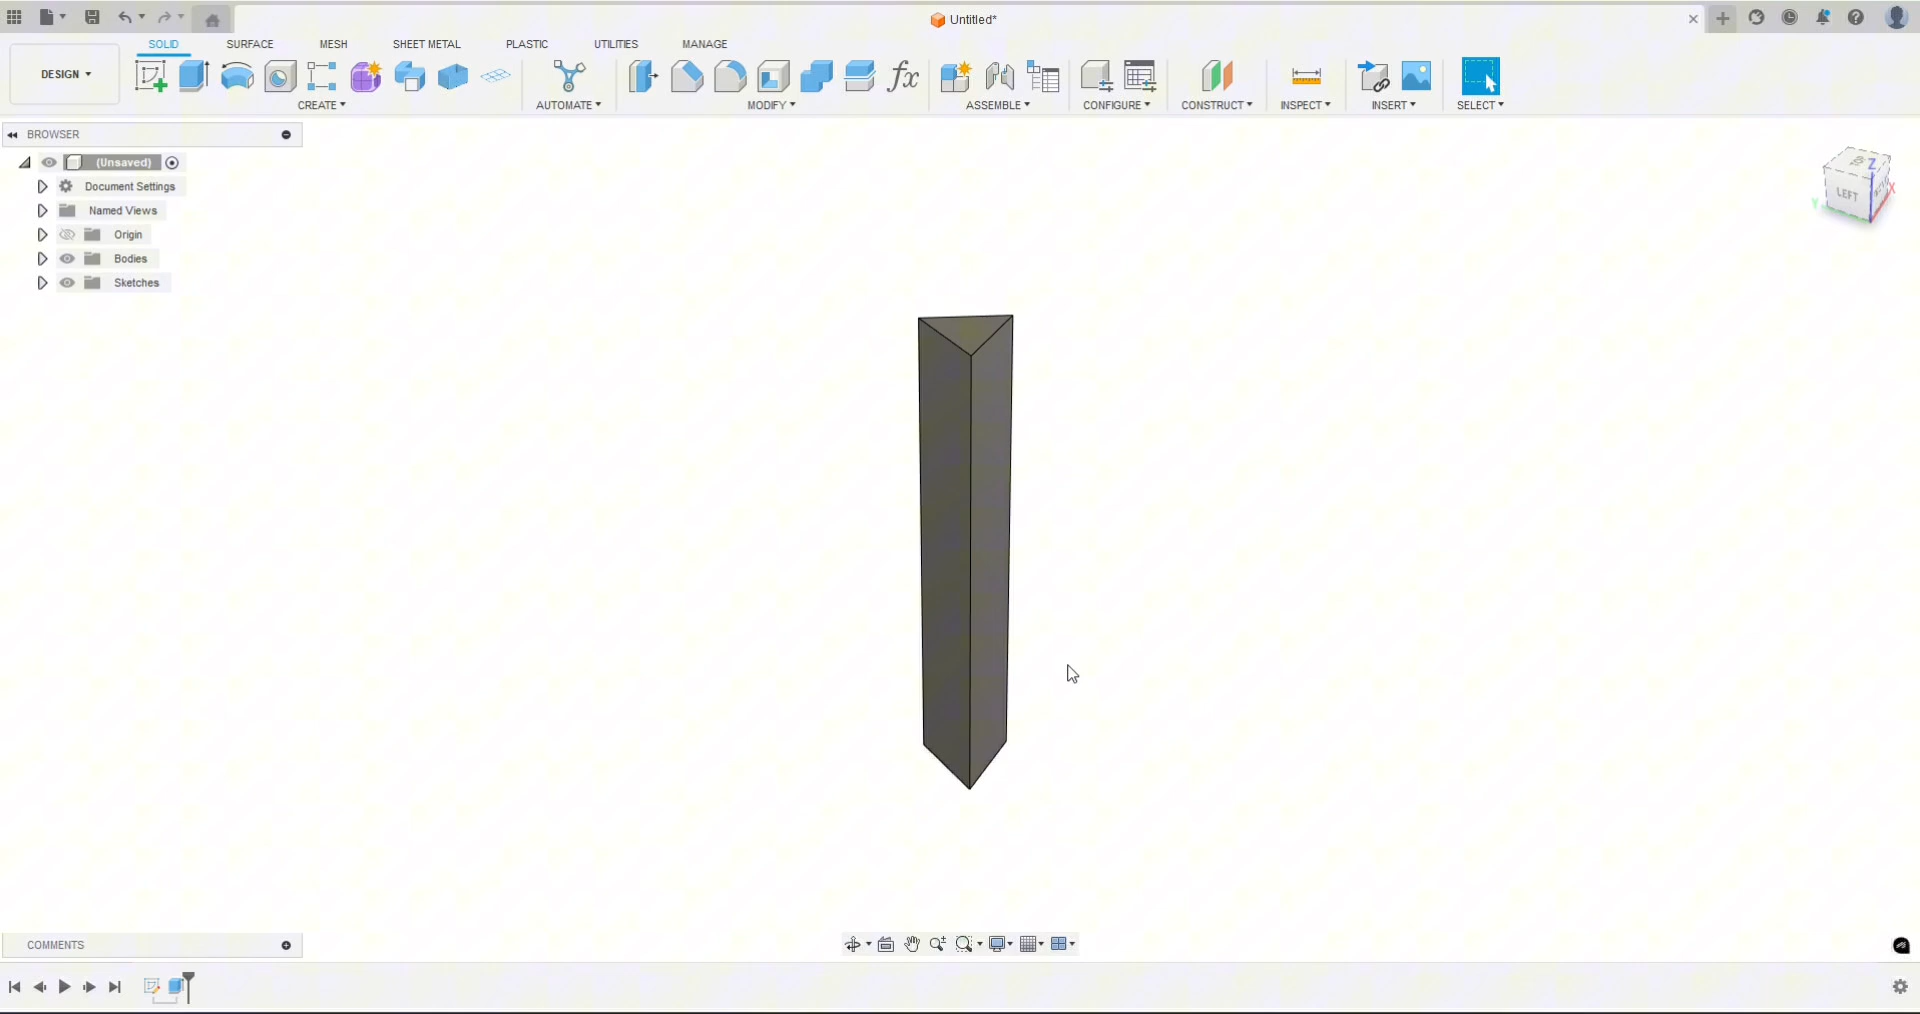 Untitled*
SOLID SURFACE MESH SHEET METAL PLASTIC UTILITIES MANAGE
DESIGN
fx
CREATE AUTOMATE MODIFY ASSEMBLE CONFIGURE CONSTRUCT INSPECT INSERT SELECT
BROWSER
(Unsaved)
Document Settings
Named Views
Origin
Bodies
Sketches
Z
X
Y
LEFT
COMMENTS